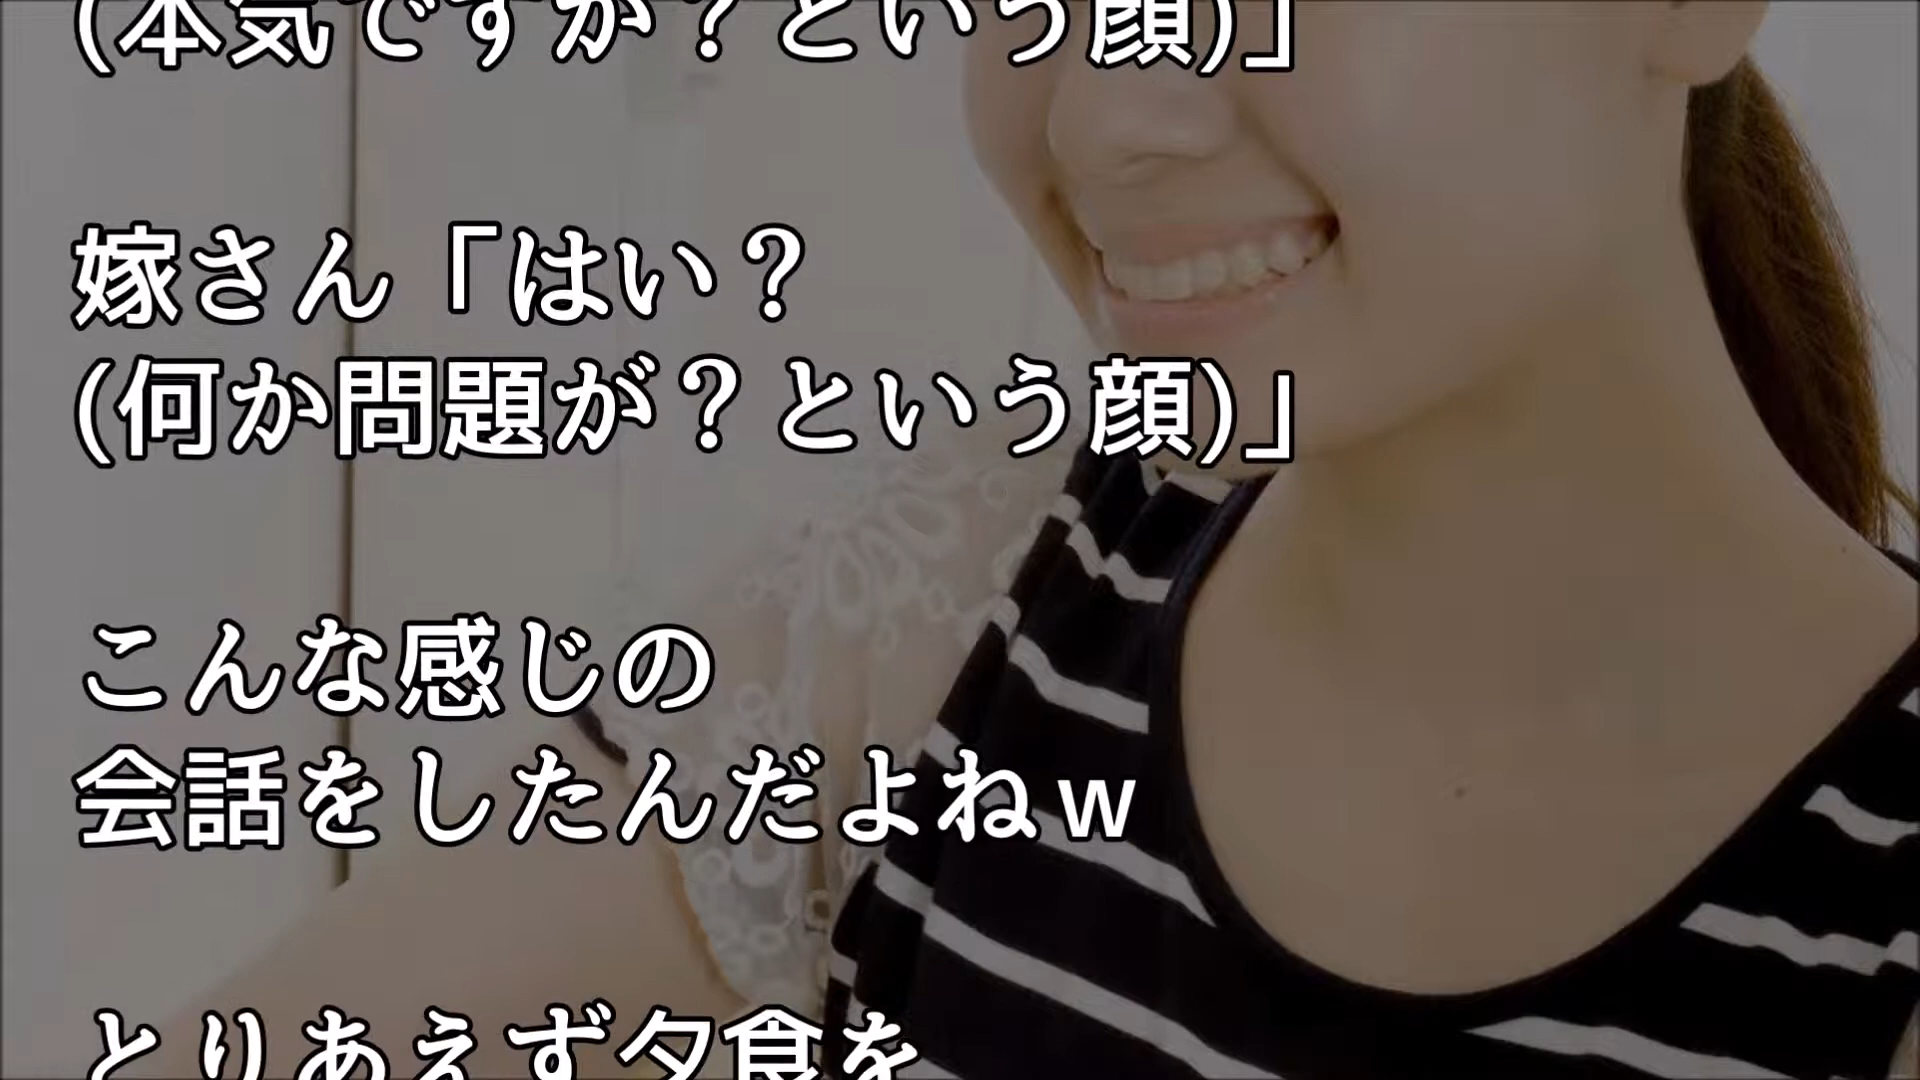 (本気ですか？という顔)」
嫁さん「はい？
(何か問題が？という顔)」
こんな感じの
会話をしたんだよねｗ
とりあえず夕食を